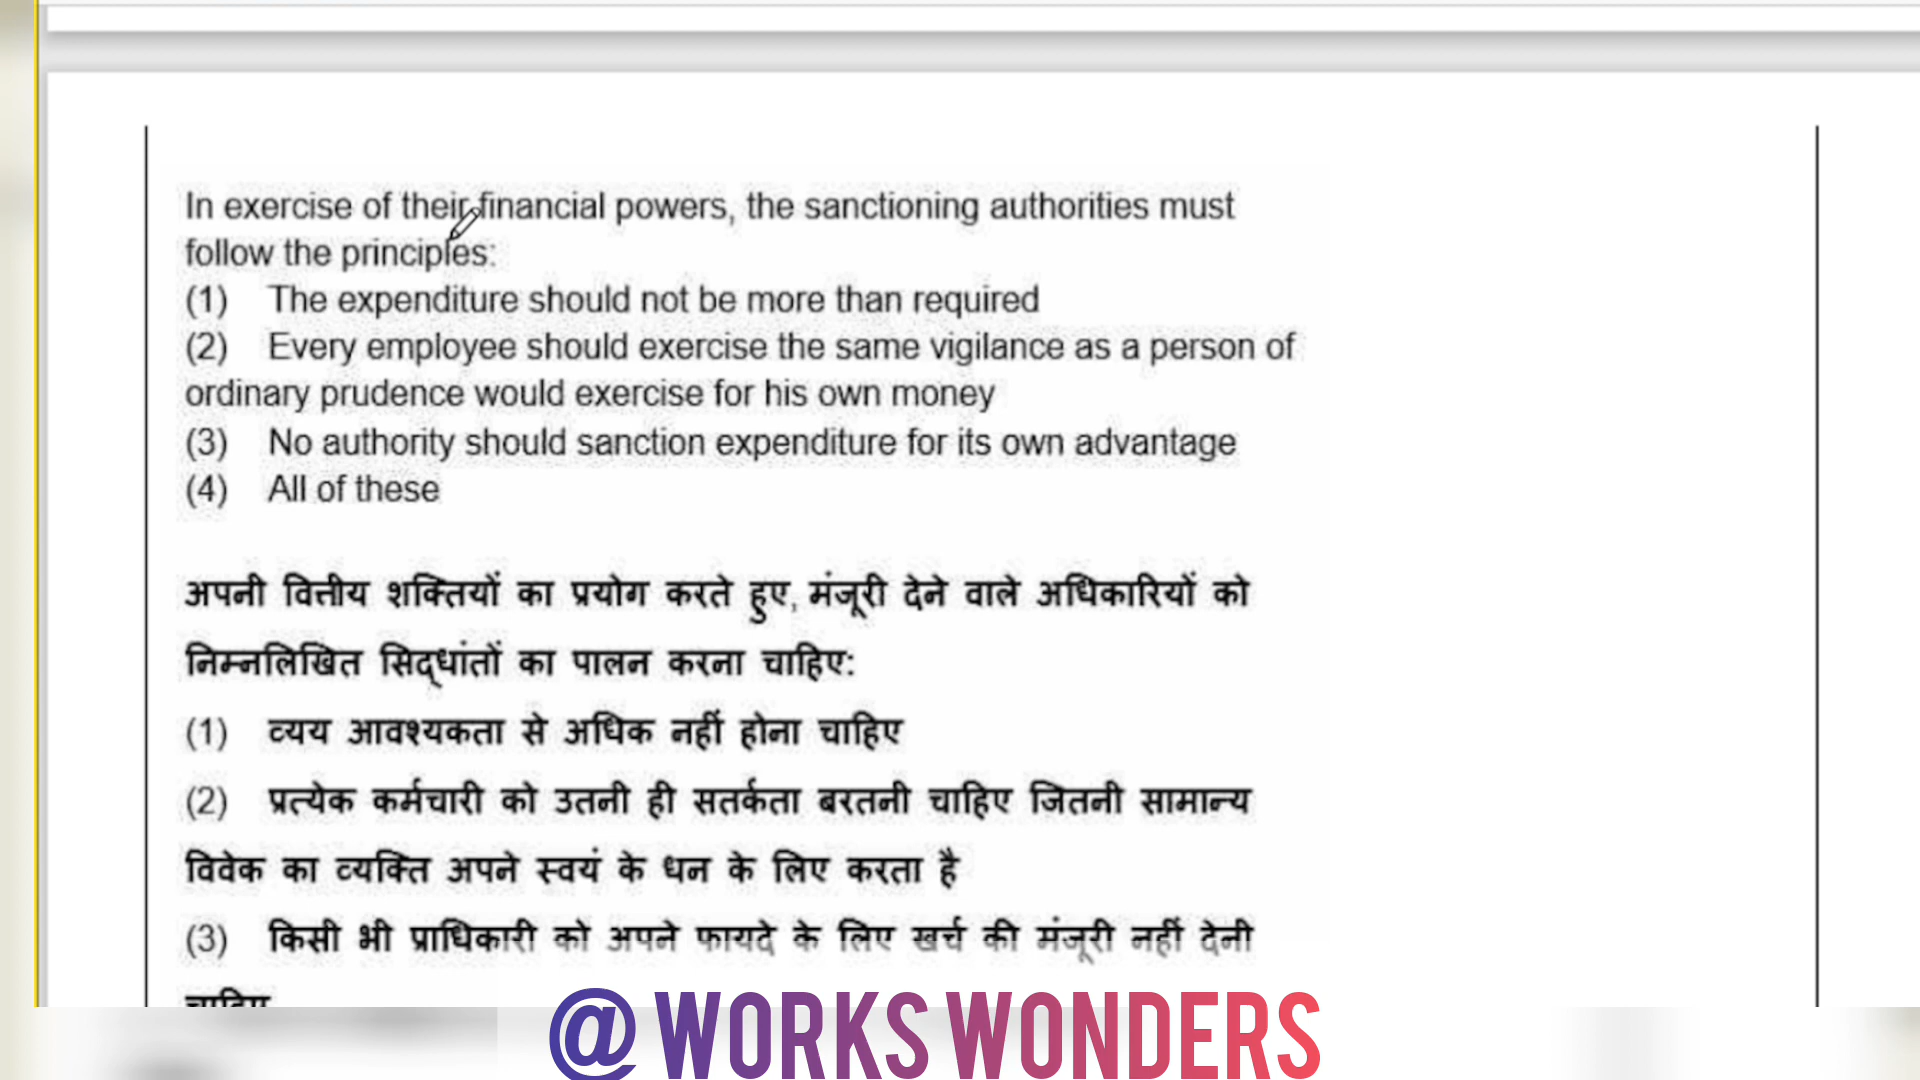 In exercise of their financial powers, the sanctioning authorities must
follow the principles:
(1) The expenditure should not be more than required
(2) Every employee should exercise the same vigilance as a person of
ordinary prudence would exercise for his own money
(3) No authority should sanction expenditure for its own advantage
(4) All of these
अपनी वित्तीय शक्तियों का प्रयोग करते हुए, मंजूरी देने वाले अधिकारियों को
निम्नलिखित सिद्धांतों का पालन करना चाहिए:
(1) व्यय आवश्यकता से अधिक नहीं होना चाहिए
(2) प्रत्येक कर्मचारी को उतनी ही सतर्कता बरतनी चाहिए जितनी सामान्य
विवेक का व्यक्ति अपने स्वयं के धन के लिए करता है
(3) किसी भी प्राधिकारी को अपने फायदे के लिए खर्च की मंजूरी नहीं देनी
@ WORKS WONDERS